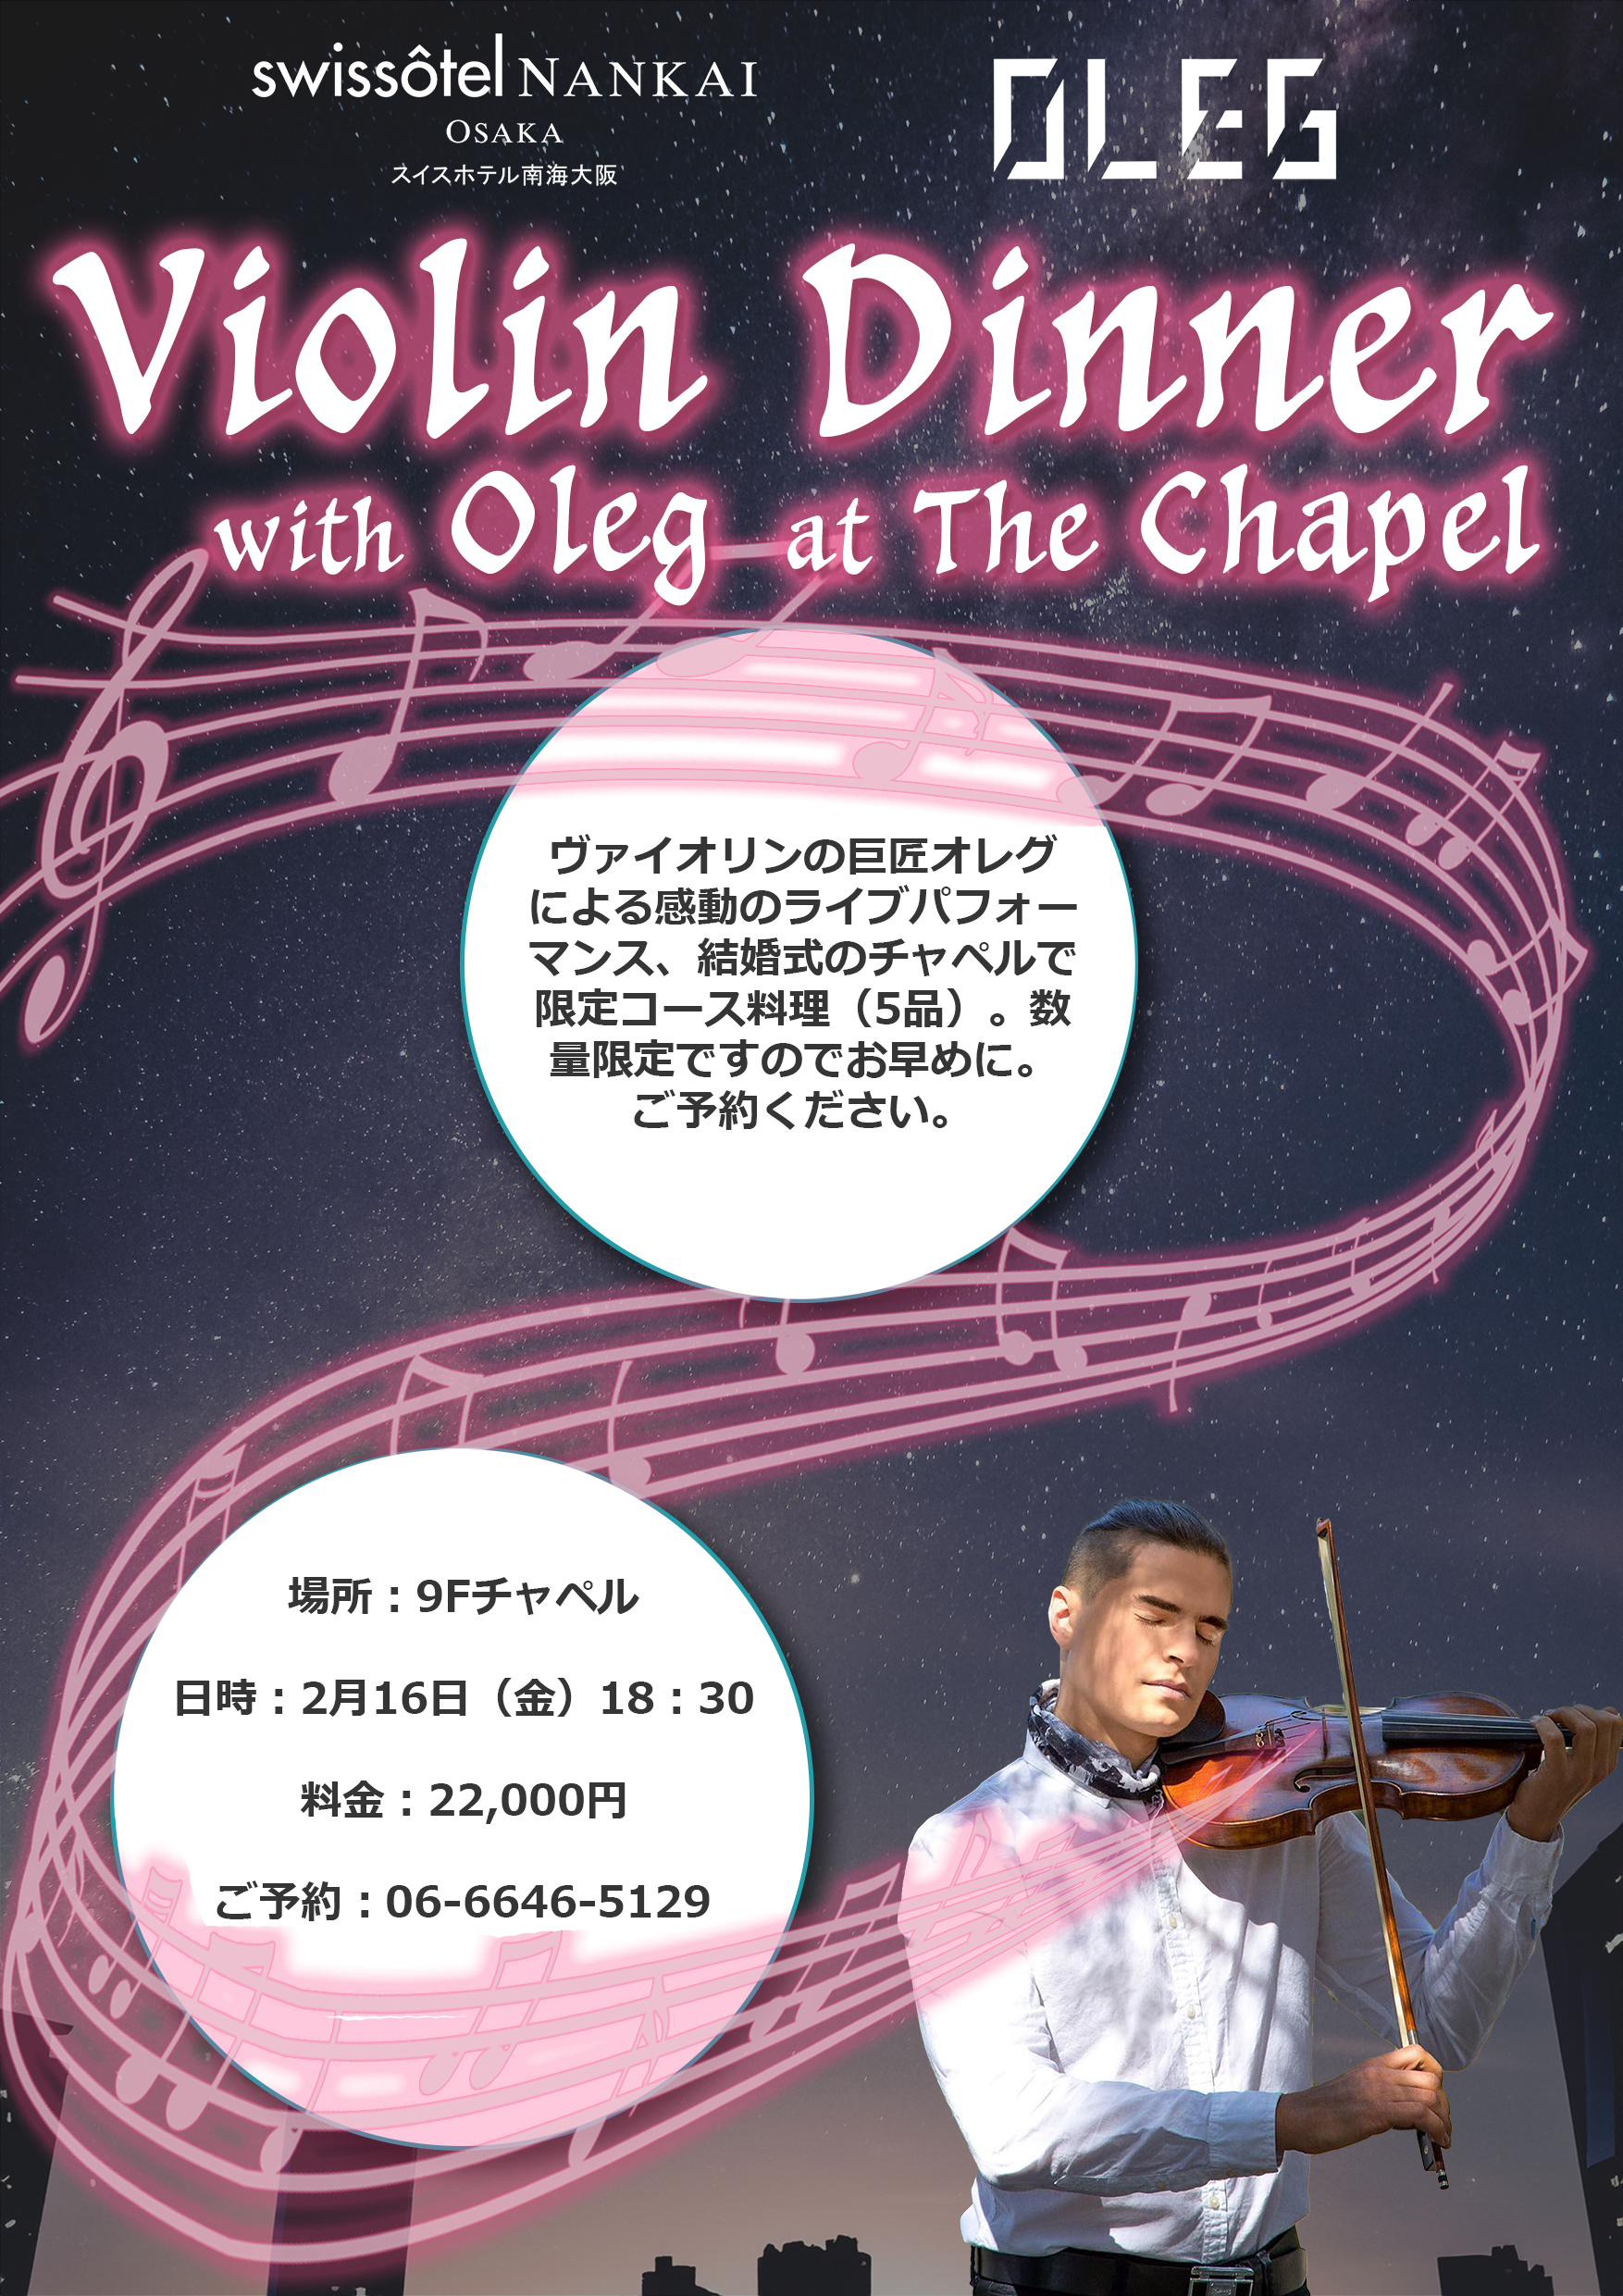 swissôtel NANKAI
OSAKA
スイスホテル南海大阪
OLEG
Violin Dinner
with Oleg at The Chapel
ヴァイオリンの巨匠オレグ
による感動のライブパフォー
マンス、結婚式のチャペルで
限定コース料理（5品）。数
量限定ですのでお早めに。
ご予約ください。
場所：9Fチャペル
日時：2月16日（金）18：30
料金：22,000円
ご予約：06-6646-5129